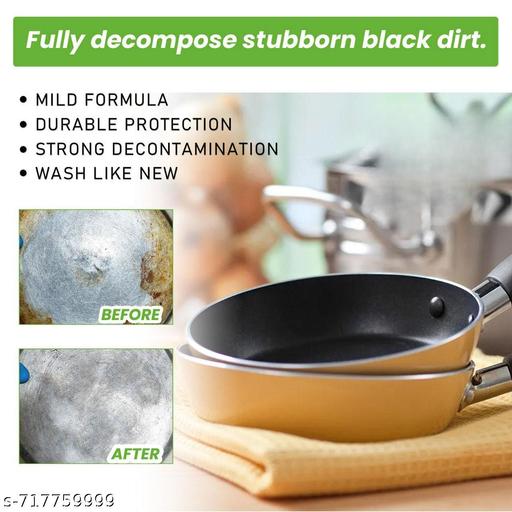 Fully decompose stubborn black dirt.
• MILD FORMULA
• DURABLE PROTECTION
• STRONG DECONTAMINATION
• WASH LIKE NEW
BEFORE
AFTER
s-717759999